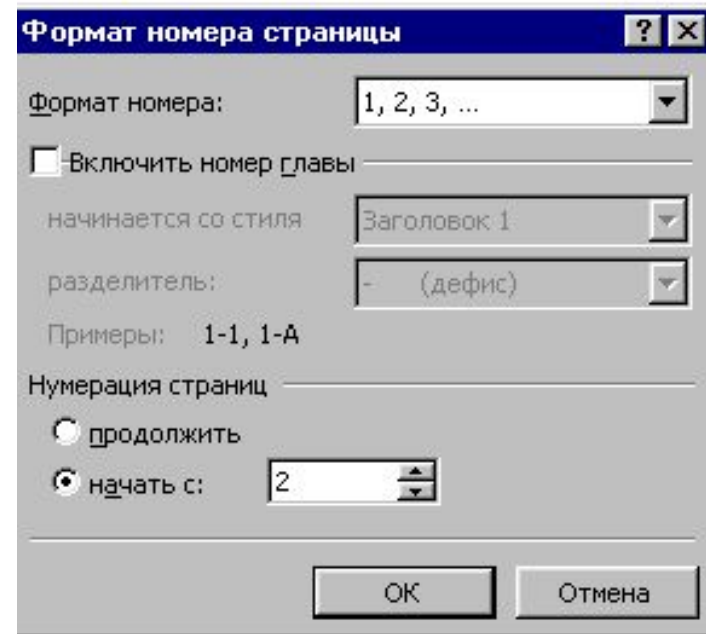 Формат номера страницы
Формат номера: 1, 2, 3, ...
Включить номер главы
начинается со стиля Заголовок 1
разделитель: - (дефис)
Примеры: 1-1, 1-A
Нумерация страниц
продолжить
начать с: 2
ОК Отмена